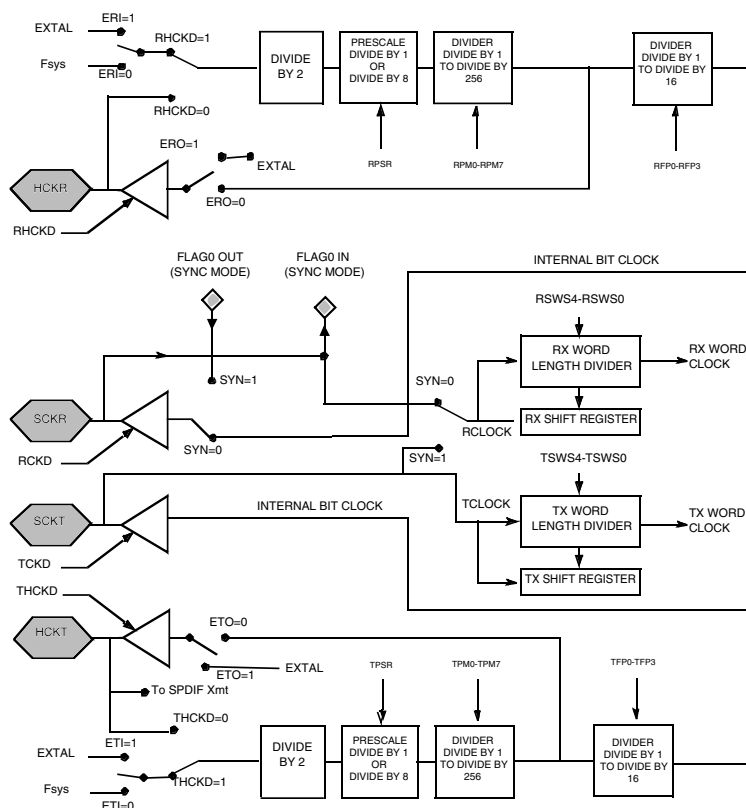 ERI=1
EXTAL
RHCKD=1
Fsys
ERI=0
DIVIDE
BY 2
PRESCALE
DIVIDE BY 1
OR
DIVIDE BY 8
DIVIDER
DIVIDE BY 1
TO DIVIDE BY
256
DIVIDER
DIVIDE BY 1
TO DIVIDE BY
16
RHCKD=0
ERO=1
EXTAL
RPSR
RPM0-RPM7
RFP0-RFP3
HCKR
ERO=0
RHCKD
FLAG0 OUT
(SYNC MODE)
FLAG0 IN
(SYNC MODE)
INTERNAL BIT CLOCK
RSWS4-RSWS0
RX WORD
LENGTH DIVIDER
RX WORD
CLOCK
SYN=1
SYN=0
SCKR
RX SHIFT REGISTER
RCLOCK
RCKD
SYN=0
SYN=1
TSWS4-TSWS0
INTERNAL BIT CLOCK
TCLOCK
TX WORD
LENGTH DIVIDER
TX WORD
CLOCK
SCKT
TCKD
TX SHIFT REGISTER
THCKD
HCKT
ETO=0
ETO=1
EXTAL
TPSR
TPM0-TPM7
TFP0-TFP3
To SPDIF Xmt
THCKD=0
ETI=1
EXTAL
THCKD=1
Fsys
ETI=0
DIVIDE
BY 2
PRESCALE
DIVIDE BY 1
OR
DIVIDE BY 8
DIVIDER
DIVIDE BY 1
TO DIVIDE BY
256
DIVIDER
DIVIDE BY 1
TO DIVIDE BY
16